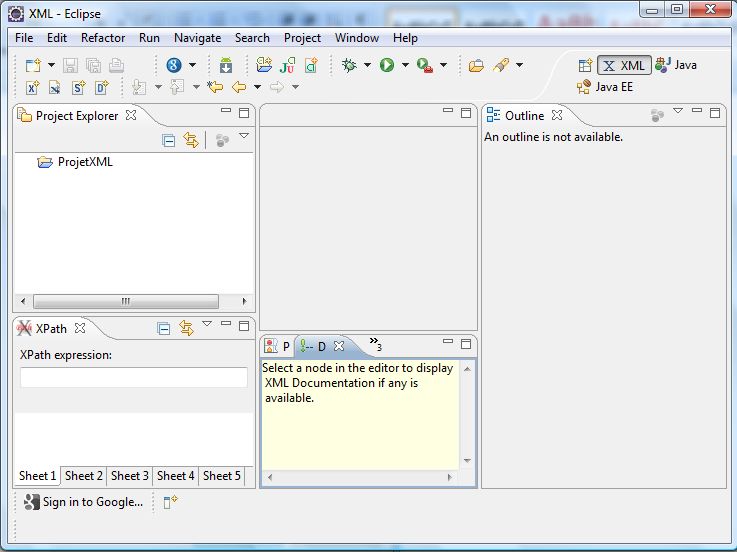 XML - Eclipse
File Edit Refactor Run Navigate Search Project Window Help
XML Java
Java EE
Project Explorer
ProjetXML
Outline
An outline is not available.
XPath
XPath expression:
Sheet 1 Sheet 2 Sheet 3 Sheet 4 Sheet 5
P D »3
Select a node in the editor to display
XML Documentation if any is
available.
Sign in to Google...